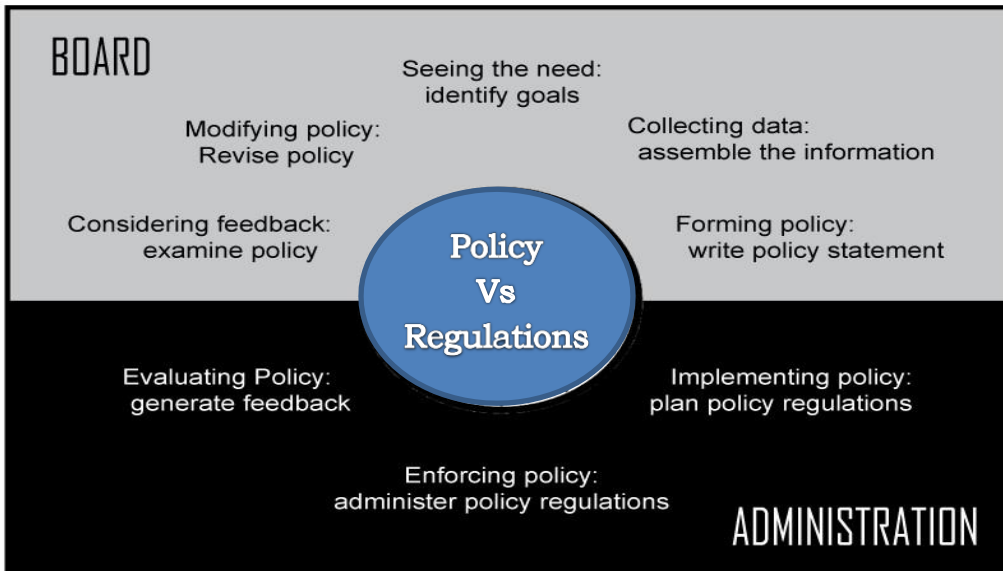 BOARD
Seeing the need:
identify goals
Modifying policy:
Revise policy
Collecting data:
assemble the information
Considering feedback:
examine policy
Forming policy:
write policy statement
Policy
Vs
Regulations
Evaluating Policy:
generate feedback
Implementing policy:
plan policy regulations
Enforcing policy:
administer policy regulations
ADMINISTRATION